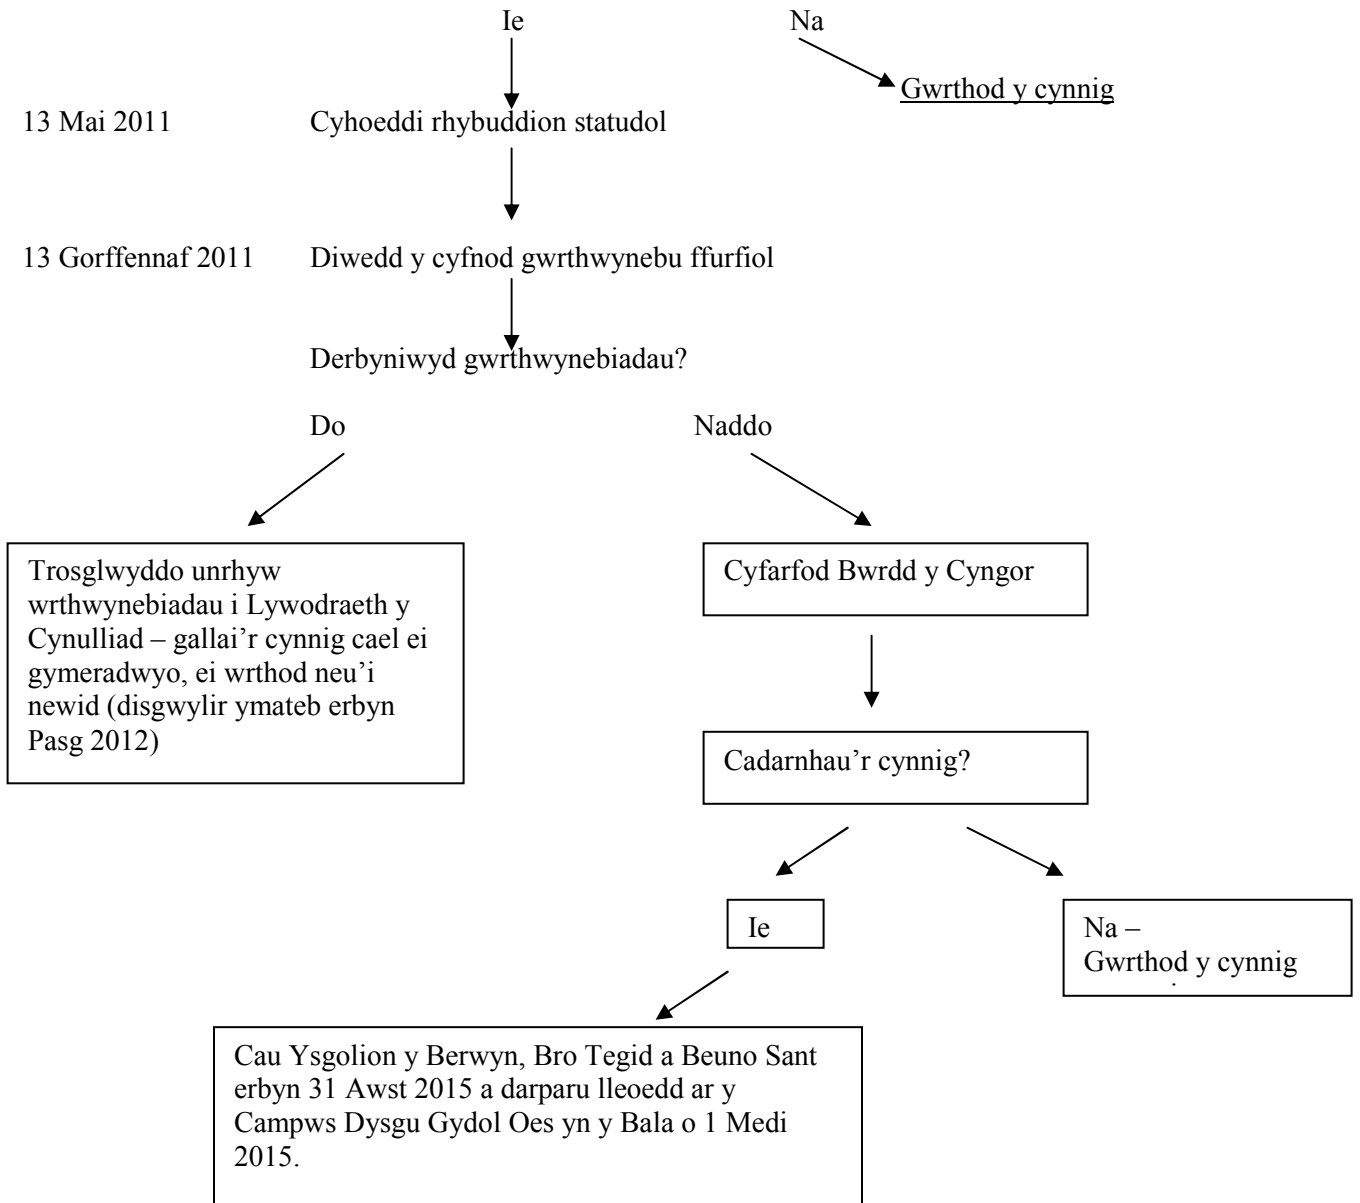 Ie Na
Gwrthod y cynnig
13 Mai 2011 Cyhoeddi rhybuddion statudol
13 Gorffennaf 2011 Diwedd y cyfnod gwrthwynebu ffurfiol
Derbyniwyd gwrthwynebiadau?
Do Naddo
Trosglwyddo unrhyw
wrthwynebiadau i Lywodraeth y
Cynulliad – gallai’r cynnig cael ei
gymeradwyo, ei wrthod neu’i
newid (disgwylir ymateb erbyn
Pasg 2012)
Cyfarfod Bwrdd y Cyngor
Cadarnhau’r cynnig?
Ie
Na –
Gwrthod y cynnig
Cau Ysgolion y Berwyn, Bro Tegid a Beuno Sant
erbyn 31 Awst 2015 a darparu lleoedd ar y
Campws Dysgu Gydol Oes yn y Bala o 1 Medi
2015.